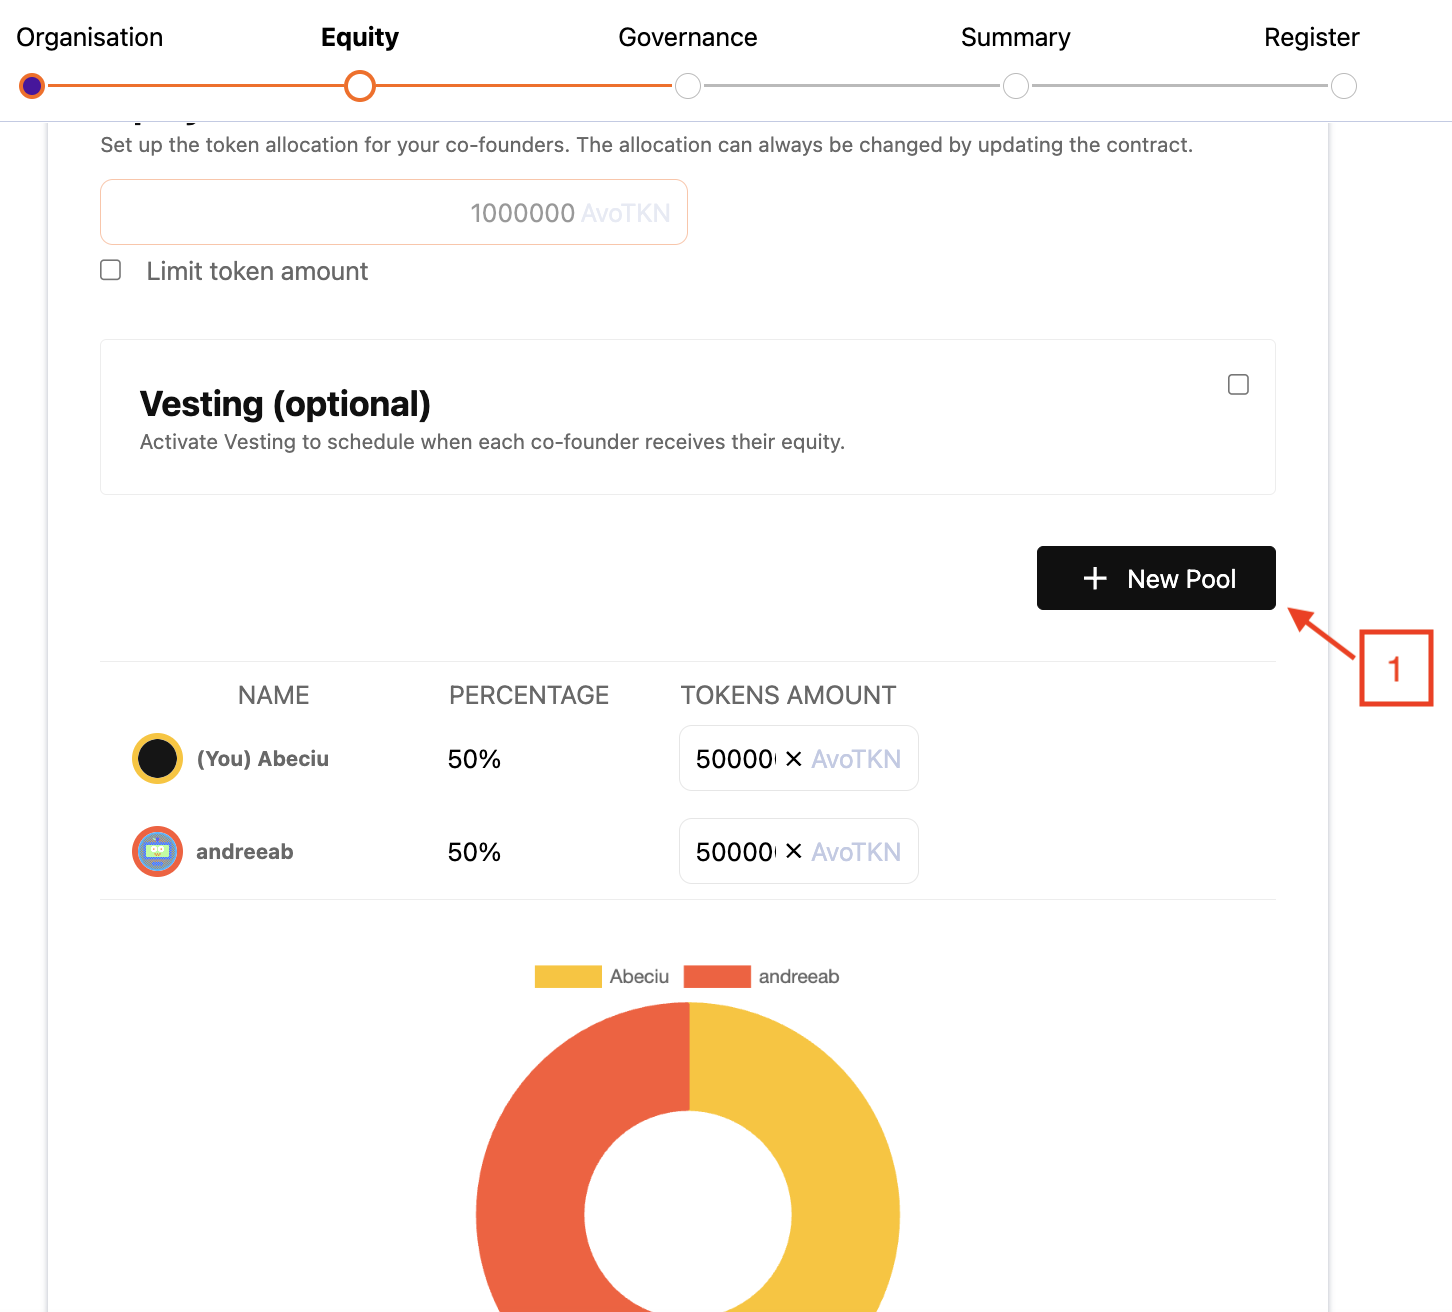 Organisation Equity Governance Summary Register
Set up the token allocation for your co-founders. The allocation can always be changed by updating the contract.
1000000 AvoTKN
Limit token amount
Vesting (optional)
Activate Vesting to schedule when each co-founder receives their equity.
+ New Pool
1
NAME PERCENTAGE TOKENS AMOUNT
(You) Abeciu 50% 50000 × AvoTKN
andreeab 50% 50000 × AvoTKN
Abeciu andreeab